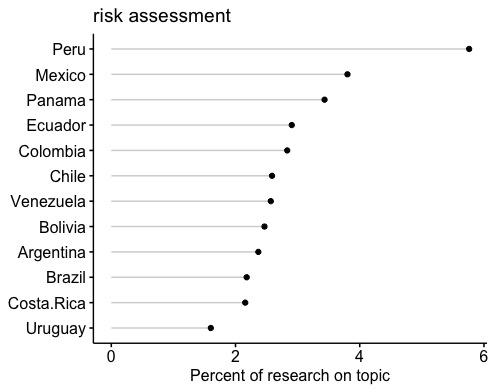 risk assessment
Peru
Mexico
Panama
Ecuador
Colombia
Chile
Venezuela
Bolivia
Argentina
Brazil
Costa.Rica
Uruguay
0 2 4 6
Percent of research on topic